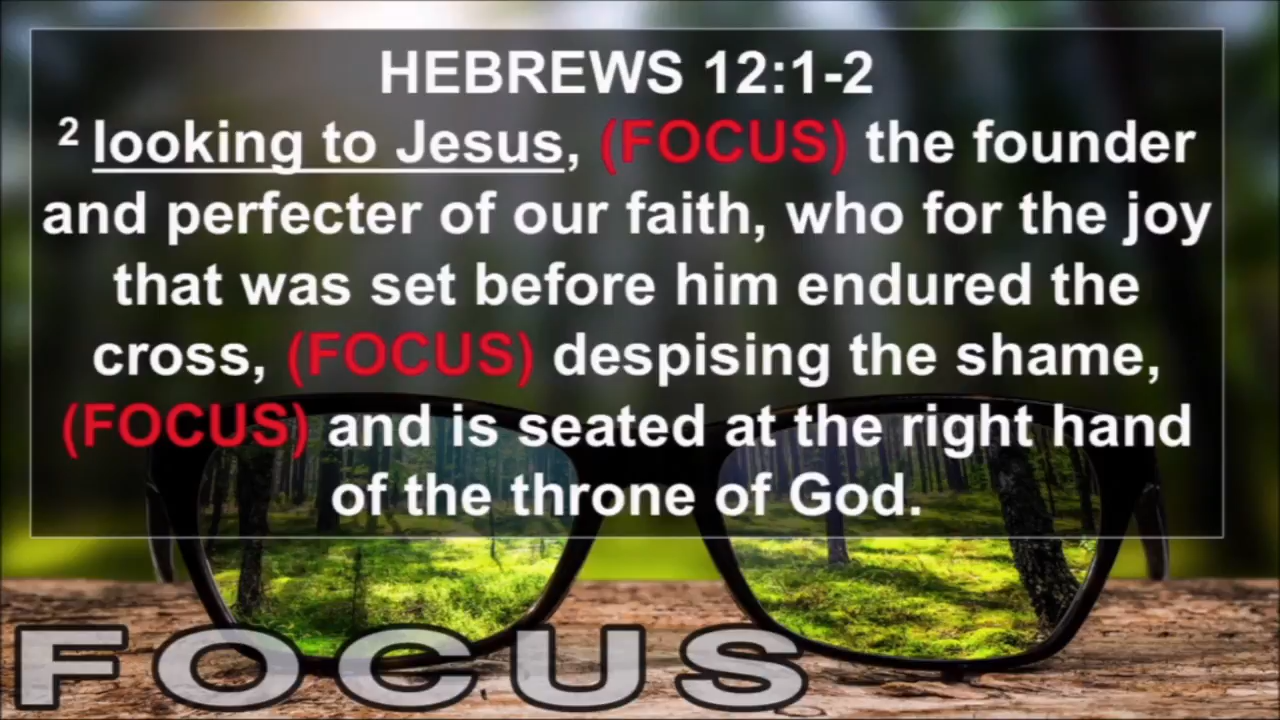 HEBREWS 12:1-2
2 looking to Jesus, (FOCUS) the founder
and perfecter of our faith, who for the joy
that was set before him endured the
cross, (FOCUS) despising the shame,
(FOCUS) and is seated at the right hand
of the throne of God.
FOCUS